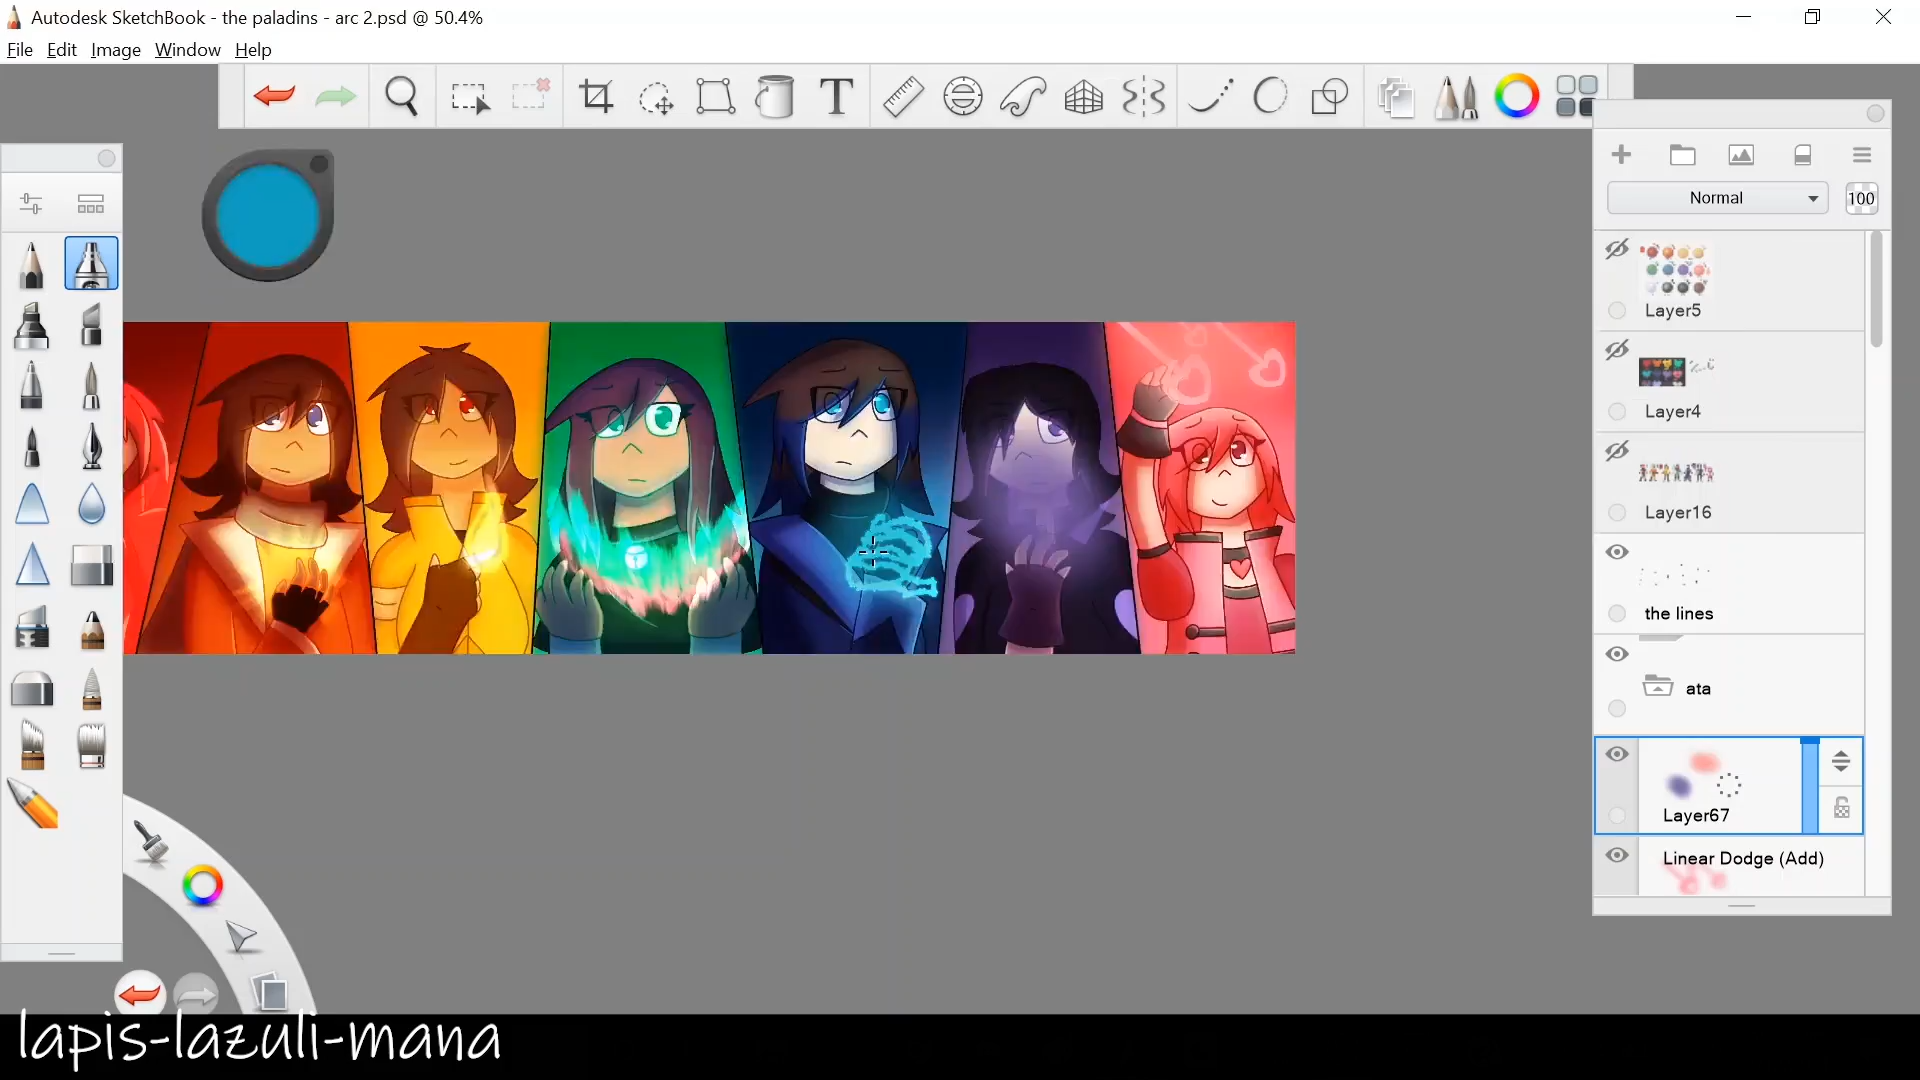 Autodesk SketchBook - the paladins - arc 2.psd @ 50.4%
File Edit Image Window Help
T
Normal
100
Layer5
Layer4
Layer16
the lines
ata
Layer67
Linear Dodge (Add)
lapis-lazuli-mana